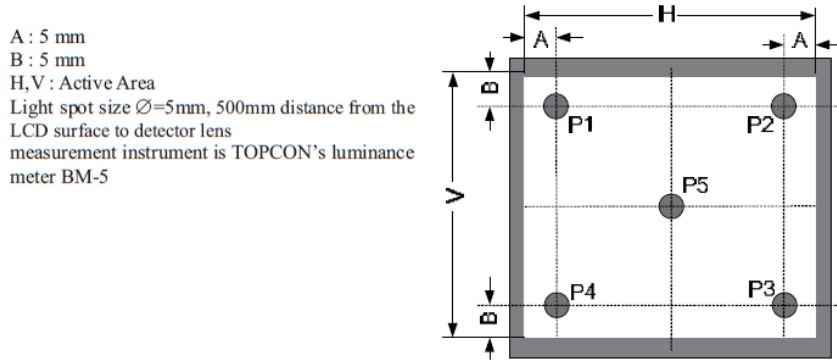 A : 5 mm
B : 5 mm
H,V : Active Area
Light spot size Ø=5mm, 500mm distance from the
LCD surface to detector lens
measurement instrument is TOPCON's luminance
meter BM-5
H
A
A
B
P1
P2
V
P5
P4
P3
B